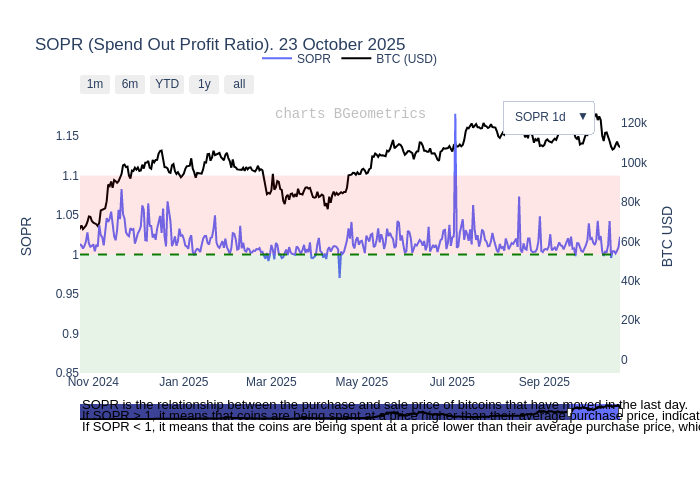 SOPR (Spend Out Profit Ratio). 23 October 2025
SOPR
BTC (USD)
1m
6m
YTD
1y
all
charts BGeometrics
SOPR 1d ▼
1.15
1.1
1.05
1
0.95
0.9
0.85
SOPR
120k
100k
80k
60k
40k
20k
0
BTC USD
Nov 2024
Jan 2025
Mar 2025
May 2025
Jul 2025
Sep 2025
SOPR is the relationship between the purchase and sale price of bitcoins that have moved in the last day.
If SOPR > 1, it means that coins are being spent at a price higher than their average purchase price, indicat
If SOPR < 1, it means that the coins are being spent at a price lower than their average purchase price, whi